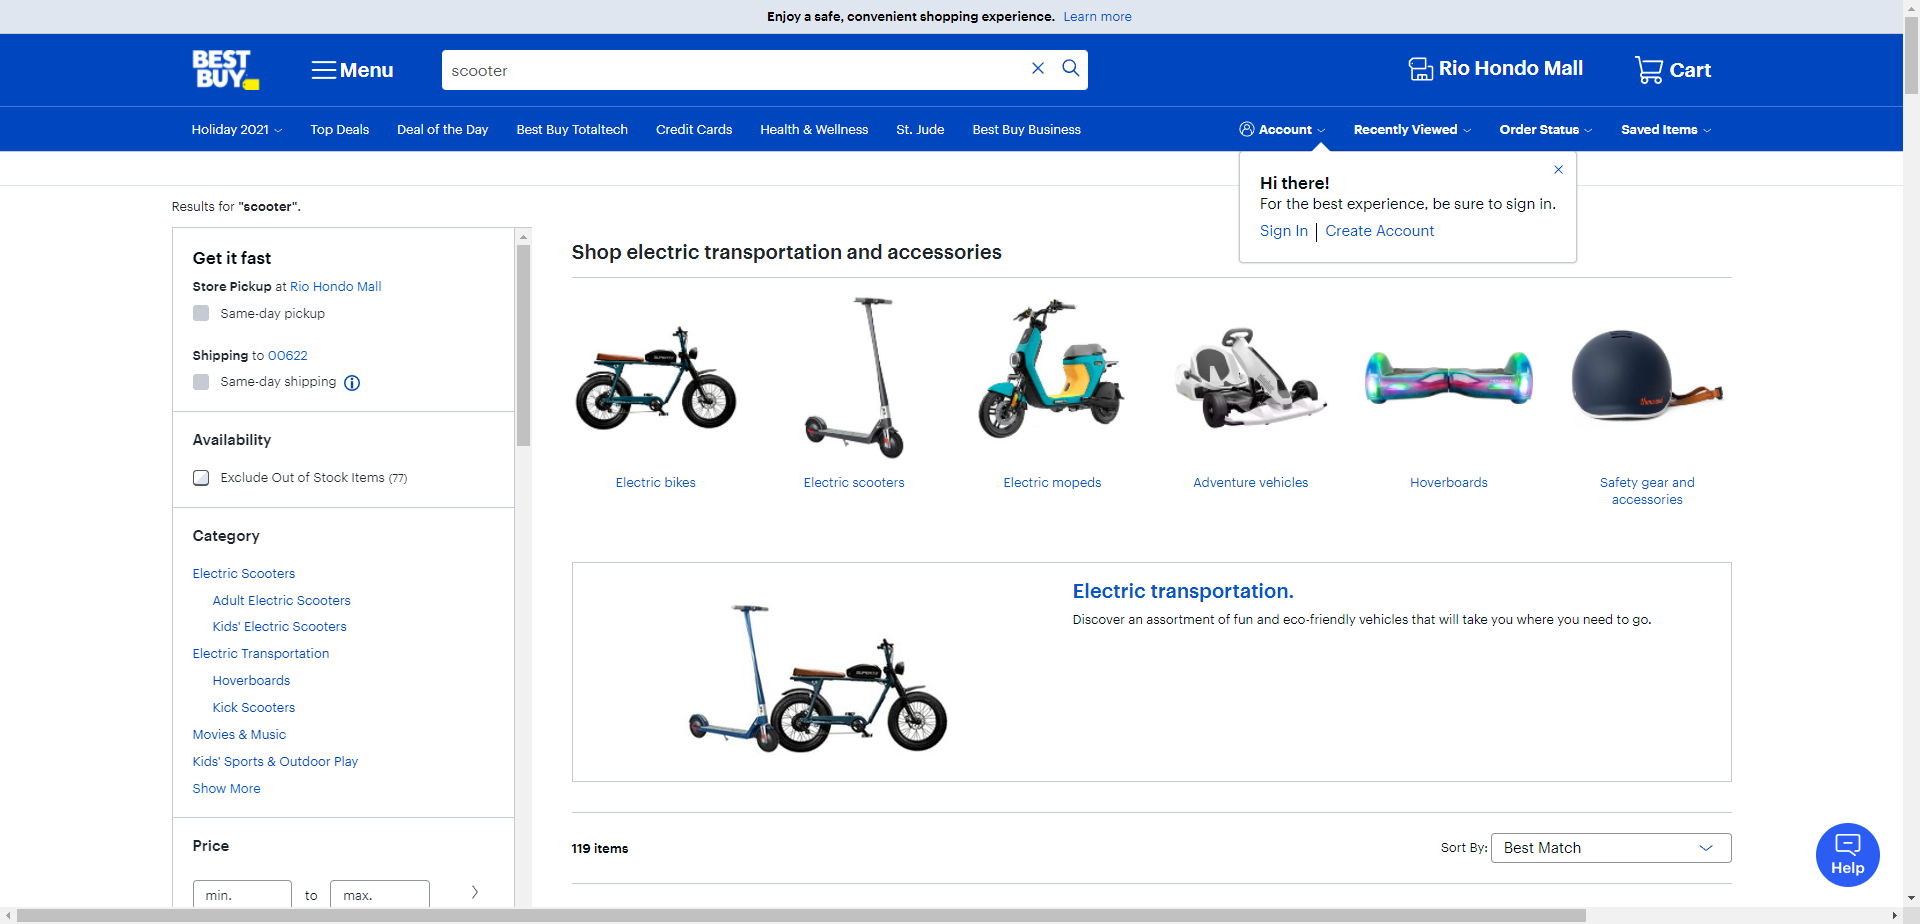 Enjoy a safe, convenient shopping experience. Learn more
BEST BUY
Menu
scooter
Rio Hondo Mall
Cart
Holiday 2021
Top Deals
Deal of the Day
Best Buy Totaltech
Credit Cards
Health & Wellness
St. Jude
Best Buy Business
Account
Recently Viewed
Order Status
Saved Items
Hi there!
For the best experience, be sure to sign in.
Sign In | Create Account
Results for "scooter".
Get it fast
Store Pickup at Rio Hondo Mall
Same-day pickup
Shipping to 00622
Same-day shipping
Availability
Exclude Out of Stock Items (77)
Category
Electric Scooters
Adult Electric Scooters
Kids' Electric Scooters
Electric Transportation
Hoverboards
Kick Scooters
Movies & Music
Kids' Sports & Outdoor Play
Show More
Price
min. to max.
Shop electric transportation and accessories
Electric bikes
Electric scooters
Electric mopeds
Adventure vehicles
Hoverboards
Safety gear and
accessories
Electric transportation.
Discover an assortment of fun and eco-friendly vehicles that will take you where you need to go.
119 items
Sort By: Best Match
Help